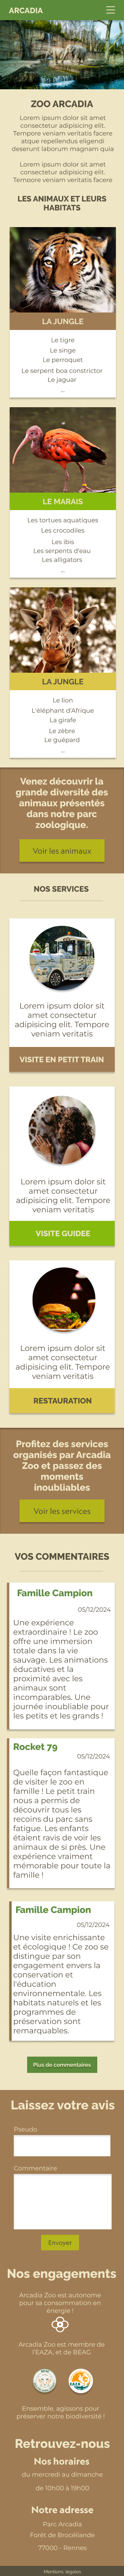 ARCADIA
ZOO ARCADIA
Lorem ipsum dolor sit amet
consectetur adipisicing elit.
Tempore veniam veritatis facere
atque repellendus eligendi
deserunt laborum magnam quia
Lorem ipsum dolor sit amet
consectetur adipisicing elit.
Tempore veniam veritatis facere
LES ANIMAUX ET LEURS
HABITATS
LA JUNGLE
Le tigre
Le singe
Le perroquet
Le serpent boa constrictor
Le jaguar
...
LE MARAIS
Les tortues aquatiques
Les crocodiles
Les ibis
Les serpents d'eau
Les alligators
...
LA JUNGLE
Le lion
L'éléphant d'Afrique
La girafe
Le zèbre
Le guépard
...
Venez découvrir la
grande diversité des
animaux présentés
dans notre parc
zoologique.
Voir les animaux
NOS SERVICES
Lorem ipsum dolor sit
amet consectetur
adipisicing elit. Tempore
veniam veritatis
VISITE EN PETIT TRAIN
Lorem ipsum dolor sit
amet consectetur
adipisicing elit. Tempore
veniam veritatis
VISITE GUIDEE
Lorem ipsum dolor sit
amet consectetur
adipisicing elit. Tempore
veniam veritatis
RESTAURATION
Profitez des services
organisés par Arcadia
Zoo et passez des
moments
inoubliables
Voir les services
VOS COMMENTAIRES
Famille Campion
05/12/2024
Une expérience
extraordinaire ! Le zoo
offre une immersion
totale dans la vie
sauvage. Les animations
éducatives et la
proximité avec les
animaux sont
incomparables. Une
journée inoubliable pour
les petits et les grands !
Rocket 79
05/12/2024
Quelle façon fantastique
de visiter le zoo en
famille ! Le petit train
nous a permis de
découvrir tous les
recoins du parc sans
fatigue. Les enfants
étaient ravis de voir les
animaux de si près. Une
expérience vraiment
mémorable pour toute la
famille !
Famille Campion
05/12/2024
Une visite enrichissante
et écologique ! Ce zoo se
distingue par son
engagement envers la
conservation et
l'éducation
environnementale. Les
habitats naturels et les
programmes de
préservation sont
remarquables.
Plus de commentaires
Laissez votre avis
Pseudo
Commentaire
Envoyer
Nos engagements
Arcadia Zoo est autonome
pour sa consommation en
énergie !
Arcadia Zoo est membre de
l'EAZA, et de BEAG
Ensemble, agissons pour
préserver notre biodiversité !
Retrouvez-nous
Nos horaires
du mercredi au dimanche
de 10h00 à 19h00
Notre adresse
Parc Arcadia
Forêt de Brocéliande
77000 - Rennes
Mentions légales